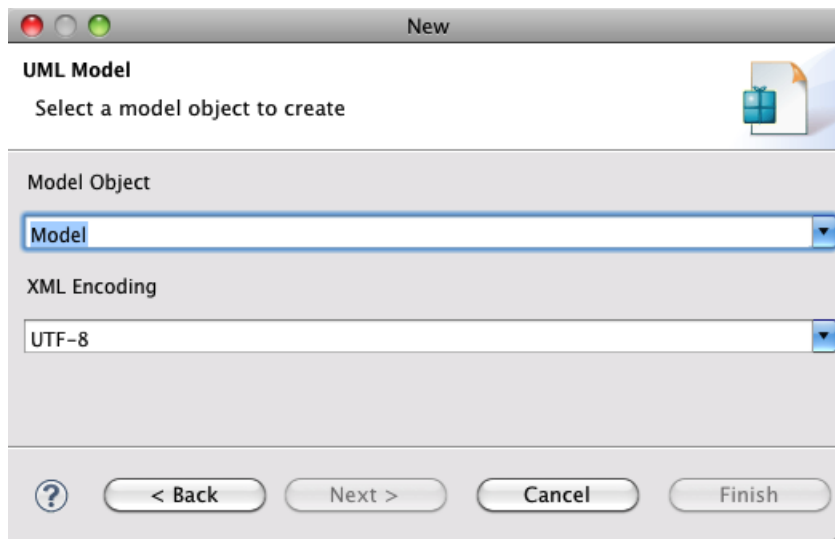 New
UML Model
Select a model object to create
Model Object
Model
XML Encoding
UTF-8
? < Back Next > Cancel Finish